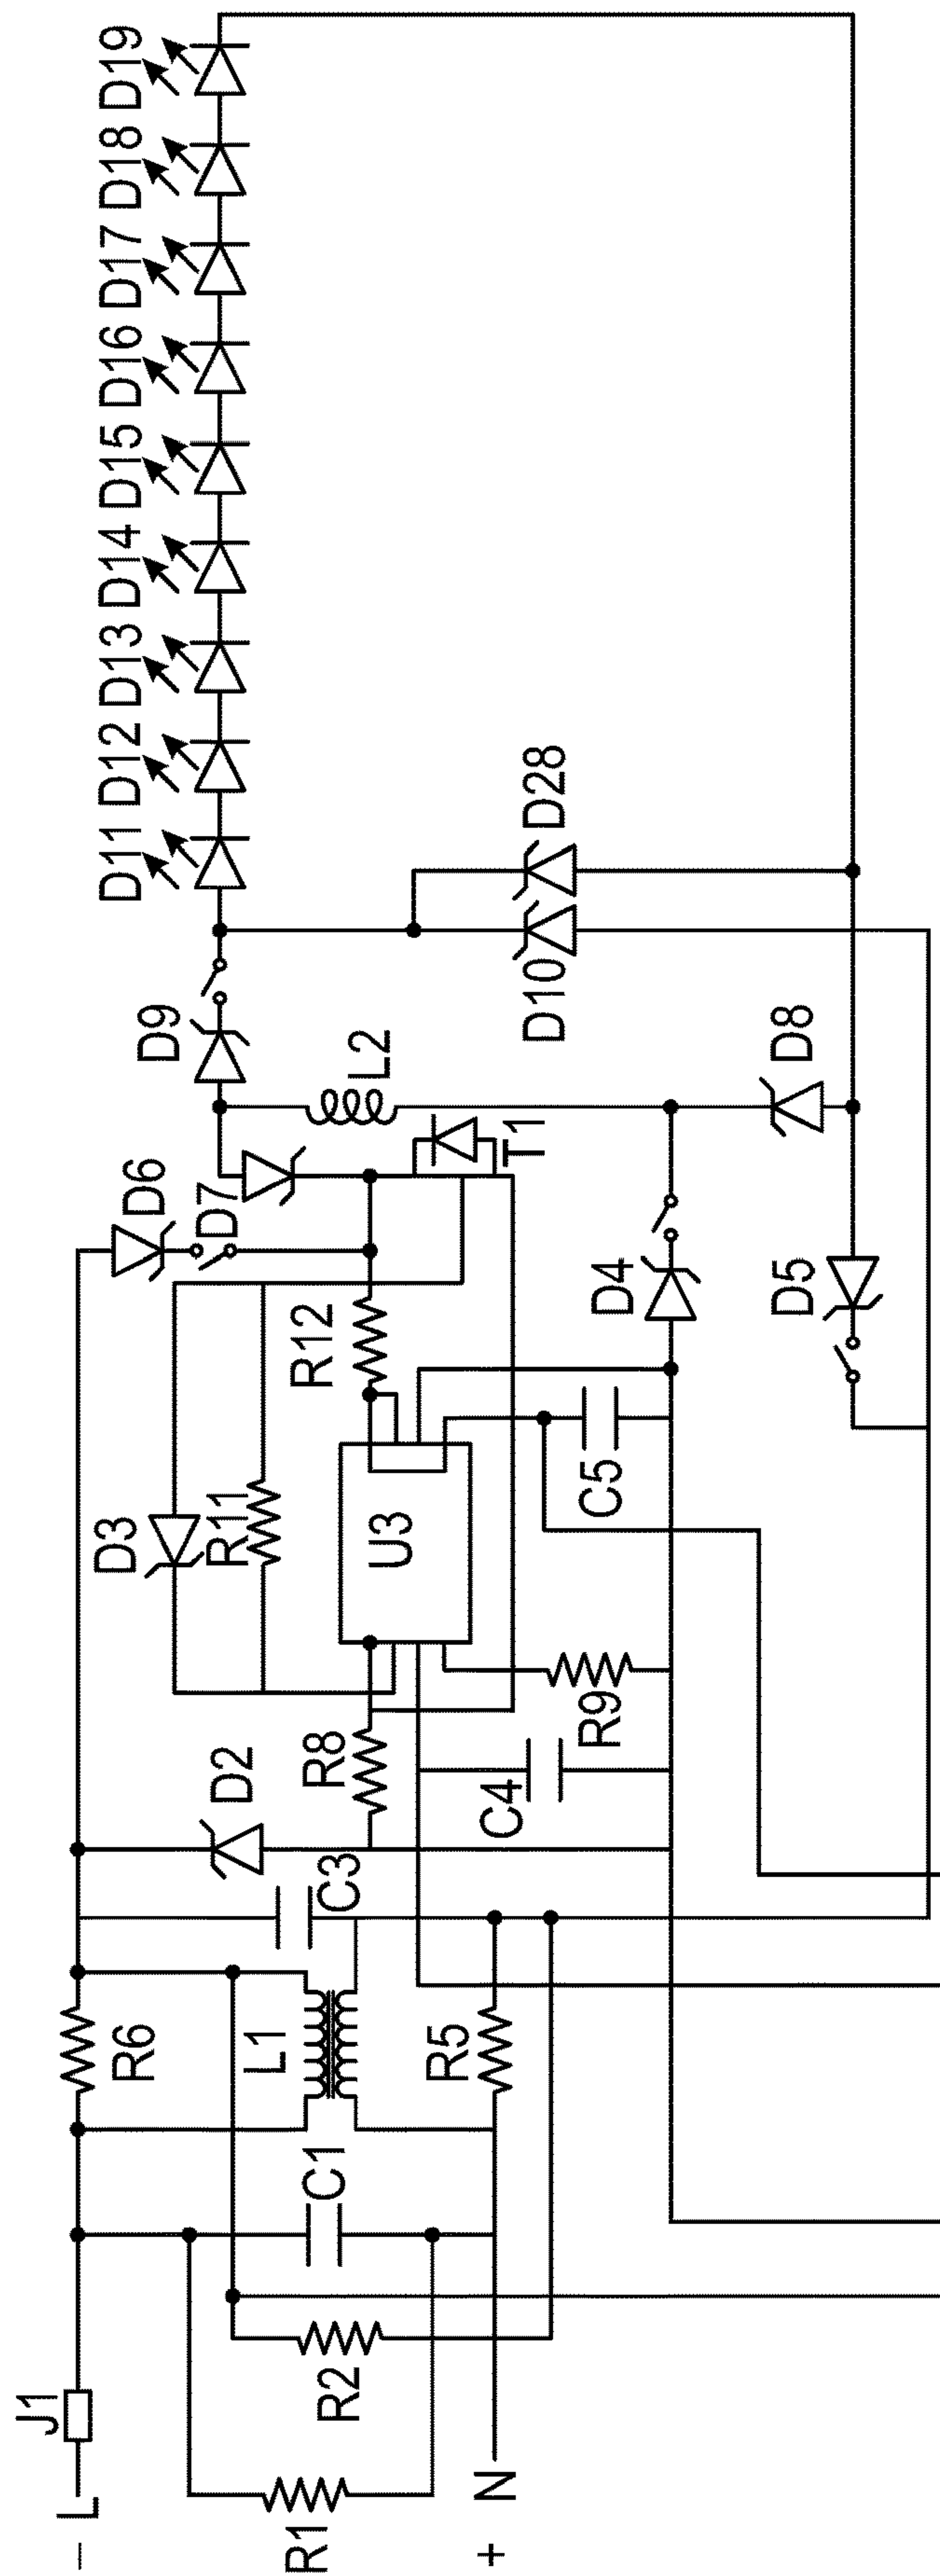 D11
D12
D13
D14
D15
D16
D17
D18
D19
D6
D9
D7
L2
D28
D10
D3
R11
R12
T1
D2
R8
U3
D4
D8
D5
C5
R9
C4
C3
R6
L1
R5
C1
J1
R2
R1
− L
+ N